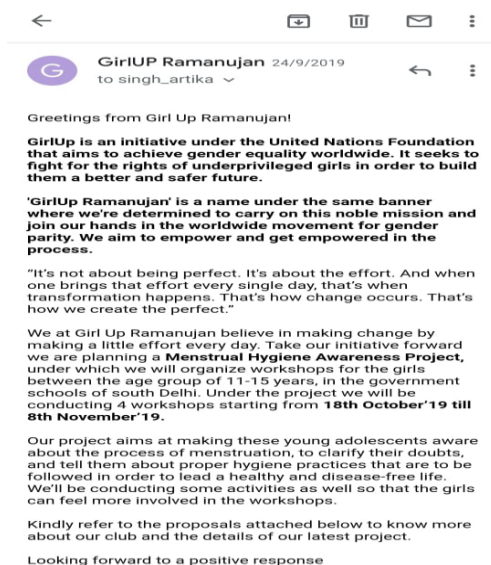 G
GirlUP Ramanujan 24/9/2019
to singh_artika
Greetings from Girl Up Ramanujan!
GirlUp is an initiative under the United Nations Foundation
that aims to achieve gender equality worldwide. It seeks to
fight for the rights of underprivileged girls in order to build
them a better and safer future.
'GirlUp Ramanujan' is a name under the same banner
where we're determined to carry on this noble mission and
join our hands in the worldwide movement for gender
parity. We aim to empower and get empowered in the
process.
“It’s not about being perfect. It's about the effort. And when
one brings that effort every single day, that’s when
transformation happens. That’s how change occurs. That’s
how we create the perfect.”
We at Girl Up Ramanujan believe in making change by
making a little effort every day. Take our initiative forward
we are planning a Menstrual Hygiene Awareness Project,
under which we will organize workshops for the girls
between the age group of 11-15 years, in the government
schools of south Delhi. Under the project we will be
conducting 4 workshops starting from 18th October’19 till
8th November’19.
Our project aims at making these young adolescents aware
about the process of menstruation, to clarify their doubts,
and tell them about proper hygiene practices that are to be
followed in order to lead a healthy and disease-free life.
We’ll be conducting some activities as well so that the girls
can feel more involved in the workshops.
Kindly refer to the proposals attached below to know more
about our club and the details of our latest project.
Looking forward to a positive response